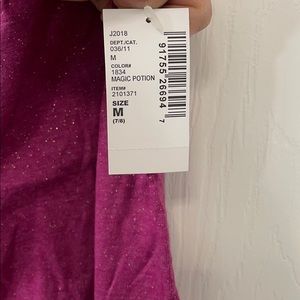 J2018
DEPT./CAT.
036/11
M
COLOR#
1834
MAGIC POTION
ITEM#
2101371
SIZE
M
(7/8)
91755 26694 7